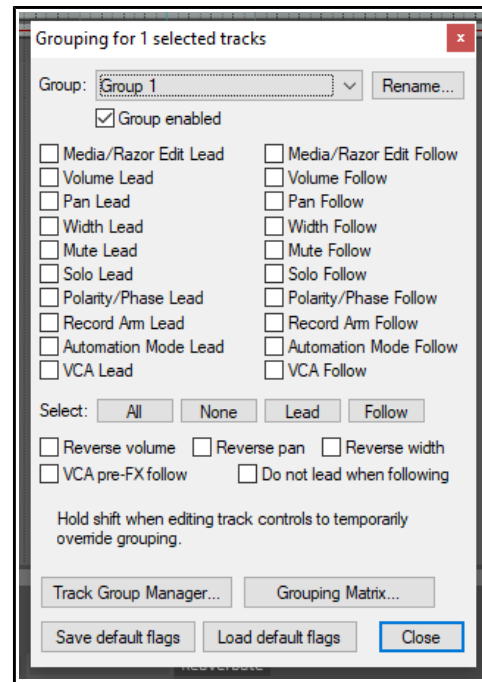 Grouping for 1 selected tracks x
Group: Group 1 Rename...
Group enabled
Media/Razor Edit Lead Media/Razor Edit Follow
Volume Lead Volume Follow
Pan Lead Pan Follow
Width Lead Width Follow
Mute Lead Mute Follow
Solo Lead Solo Follow
Polarity/Phase Lead Polarity/Phase Follow
Record Arm Lead Record Arm Follow
Automation Mode Lead Automation Mode Follow
VCA Lead VCA Follow
Select: All None Lead Follow
Reverse volume Reverse pan Reverse width
VCA pre-FX follow Do not lead when following
Hold shift when editing track controls to temporarily
override grouping.
Track Group Manager... Grouping Matrix...
Save default flags Load default flags Close